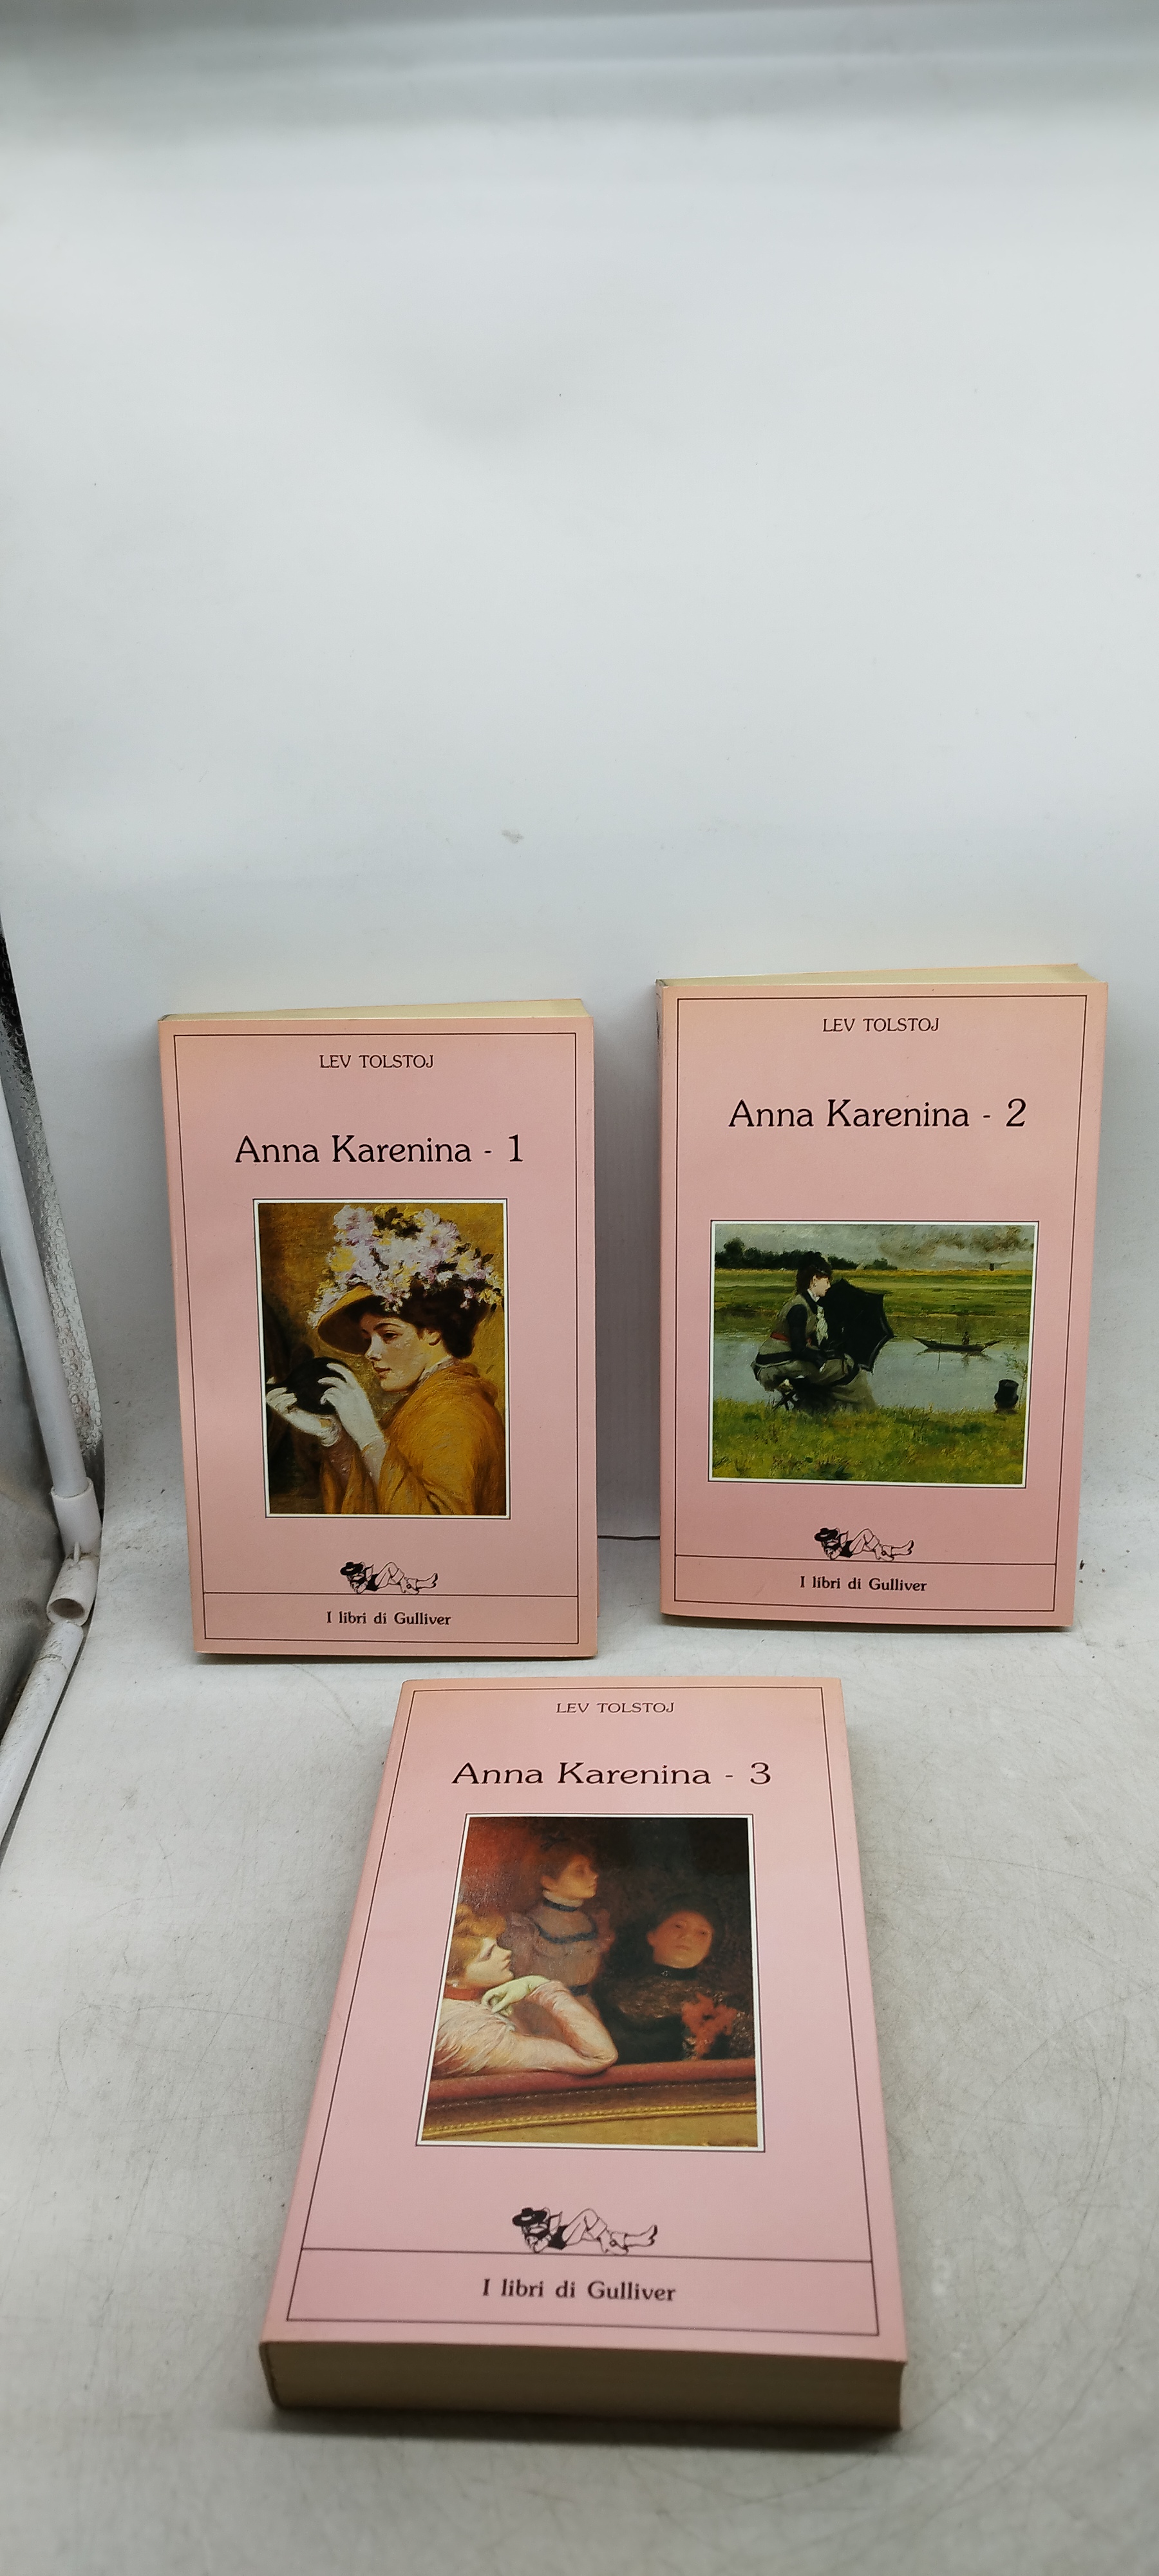 LEV TOLSTOJ
Anna Karenina - 1
I libri di Gulliver
LEV TOLSTOJ
Anna Karenina - 2
I libri di Gulliver
LEV TOLSTOJ
Anna Karenina - 3
I libri di Gulliver